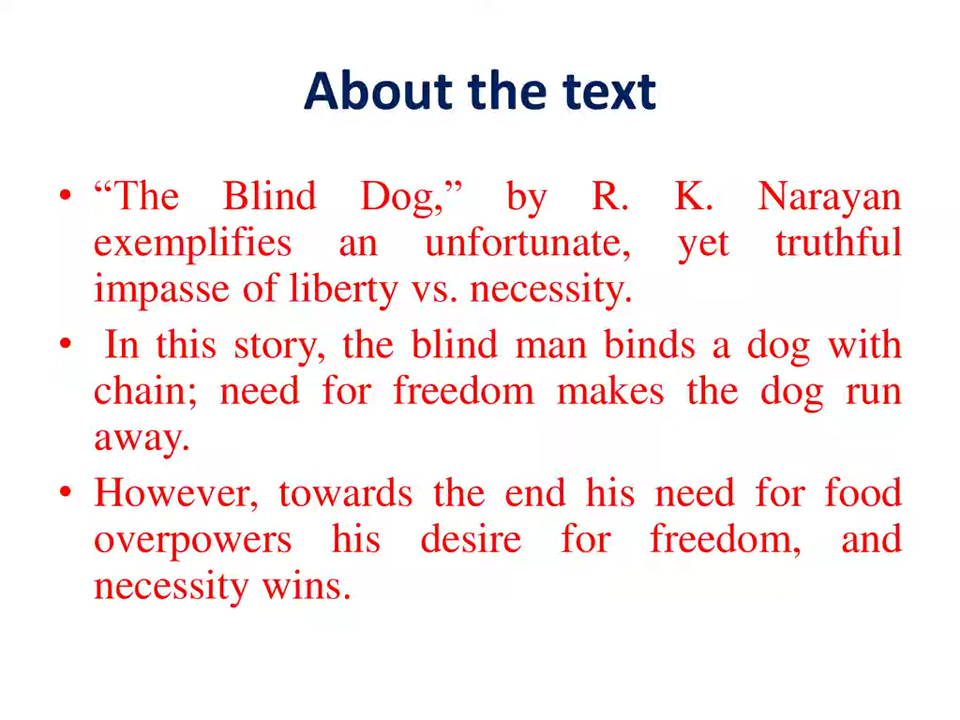 About the text
• “The Blind Dog,” by R. K. Narayan
exemplifies an unfortunate, yet truthful
impasse of liberty vs. necessity.
• In this story, the blind man binds a dog with
chain; need for freedom makes the dog run
away.
• However, towards the end his need for food
overpowers his desire for freedom, and
necessity wins.